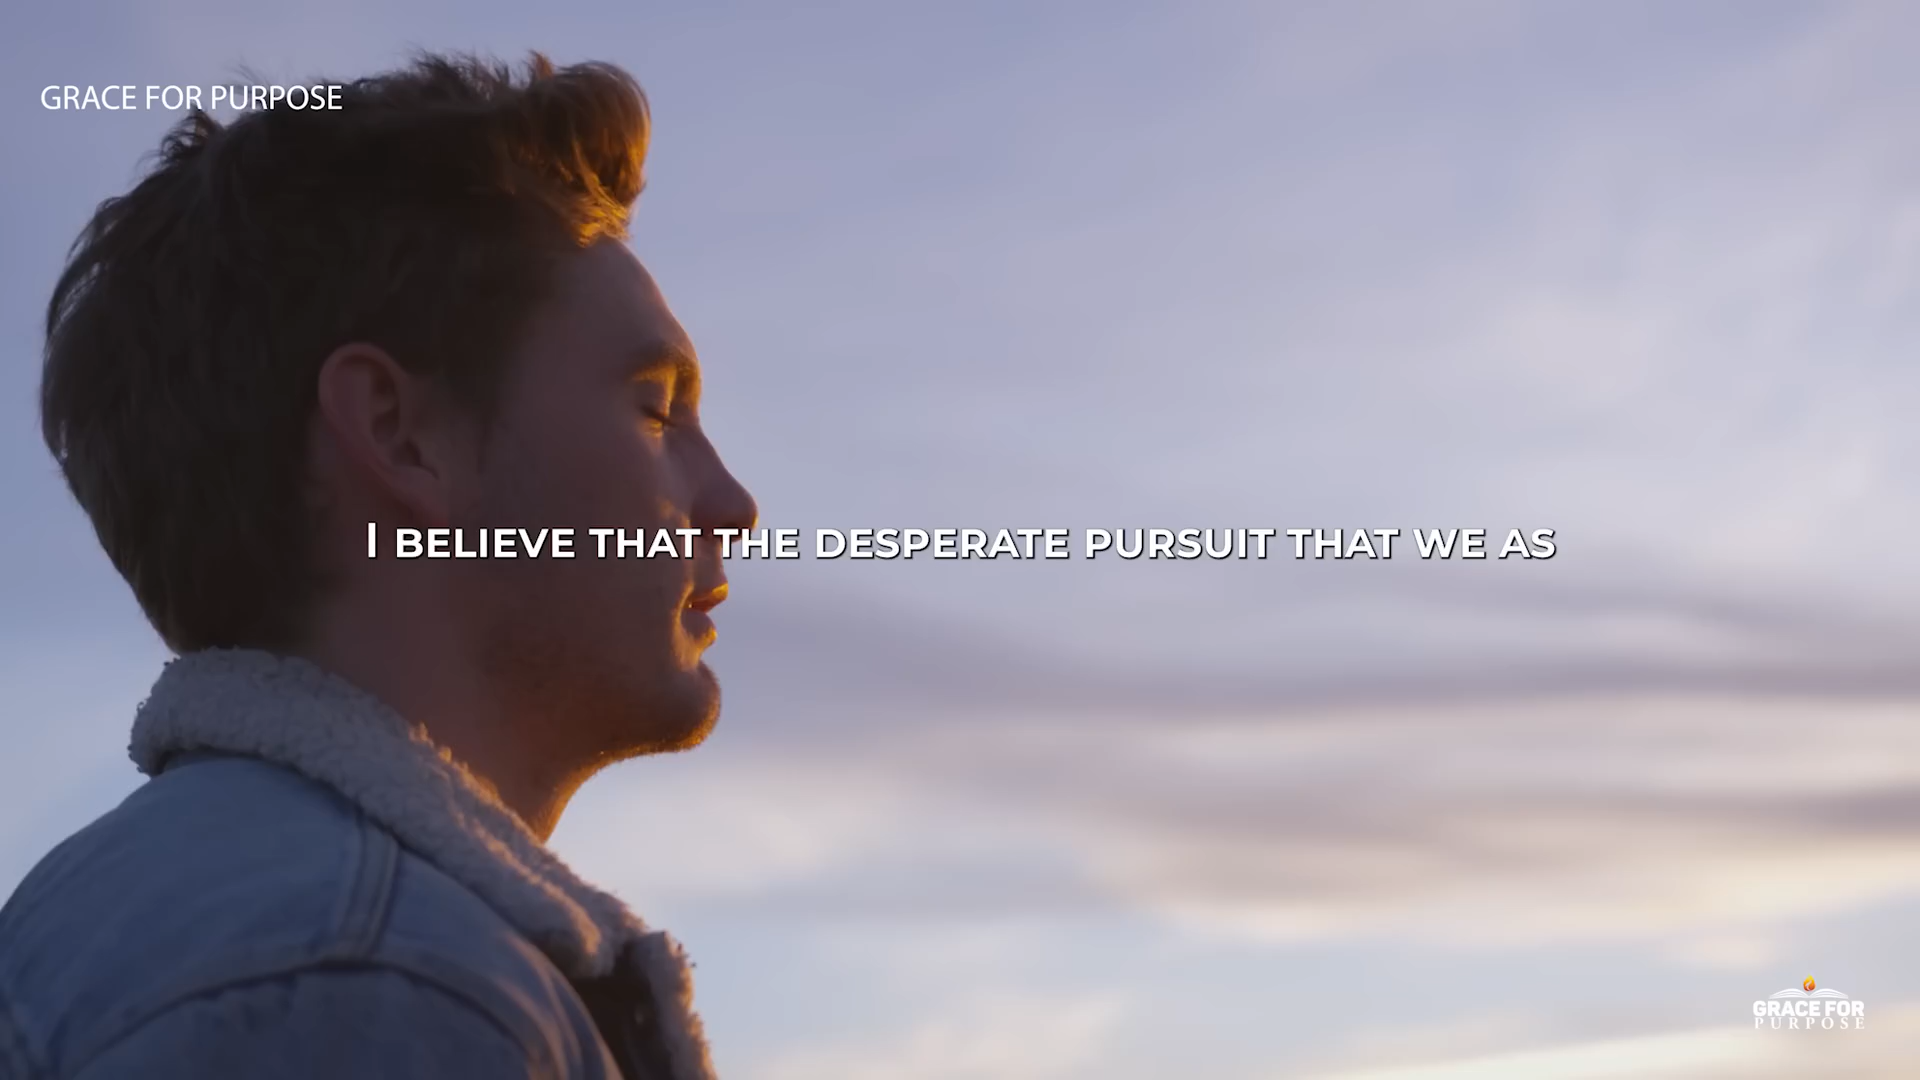 GRACE FOR PURPOSE
I BELIEVE THAT THE DESPERATE PURSUIT THAT WE AS
GRACE FOR
PURPOSE